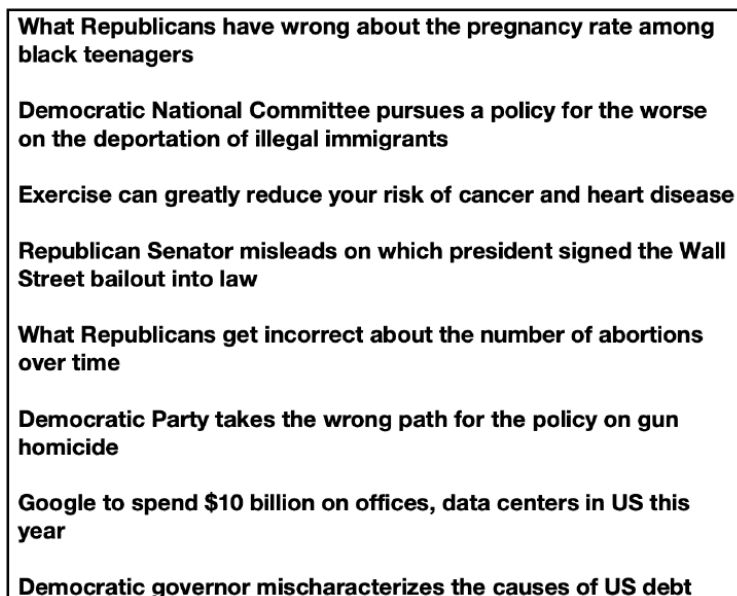 What Republicans have wrong about the pregnancy rate among
black teenagers
Democratic National Committee pursues a policy for the worse
on the deportation of illegal immigrants
Exercise can greatly reduce your risk of cancer and heart disease
Republican Senator misleads on which president signed the Wall
Street bailout into law
What Republicans get incorrect about the number of abortions
over time
Democratic Party takes the wrong path for the policy on gun
homicide
Google to spend $10 billion on offices, data centers in US this
year
Democratic governor mischaracterizes the causes of US debt